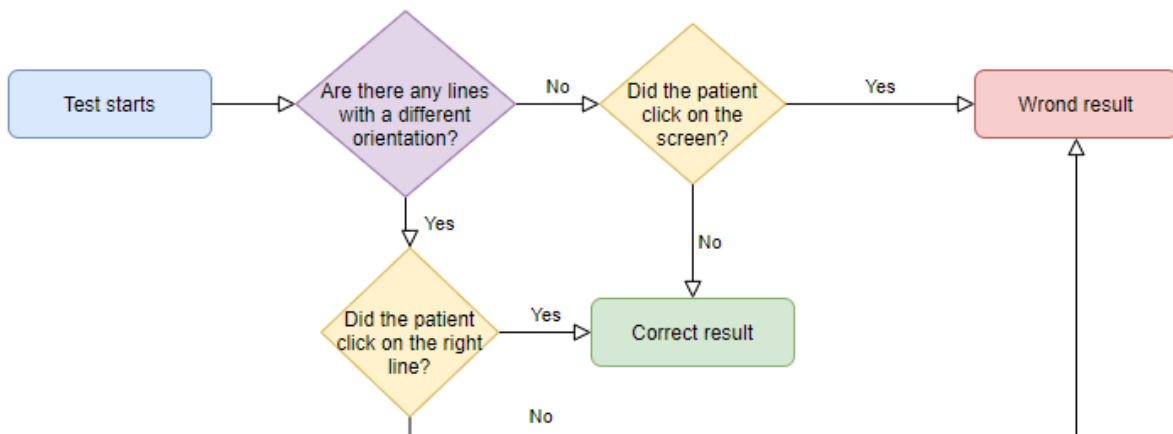 Test starts
Are there any lines
with a different
orientation?
No
Did the patient
click on the
screen?
Yes
Wrond result
Yes
No
Did the patient
click on the right
line?
Yes
Correct result
No